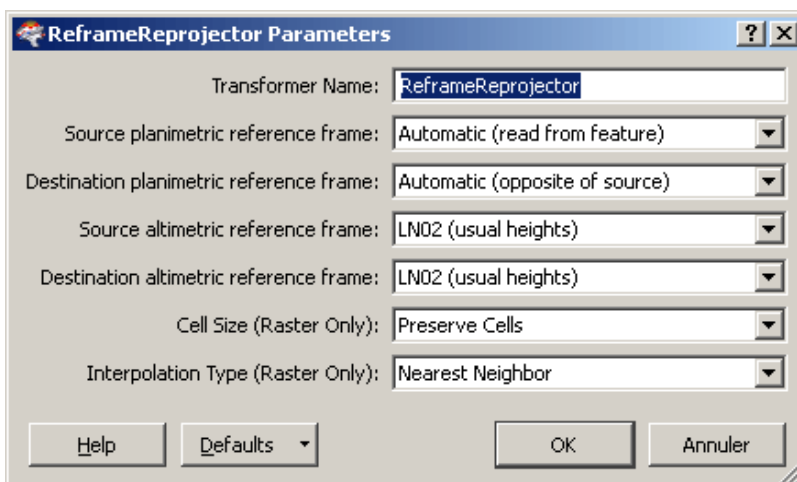 ReframeReprojector Parameters
Transformer Name: ReframeReprojector
Source planimetric reference frame: Automatic (read from feature)
Destination planimetric reference frame: Automatic (opposite of source)
Source altimetric reference frame: LN02 (usual heights)
Destination altimetric reference frame: LN02 (usual heights)
Cell Size (Raster Only): Preserve Cells
Interpolation Type (Raster Only): Nearest Neighbor
Help Defaults OK Annuler